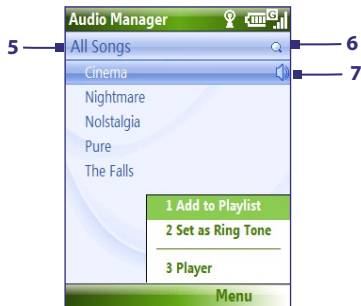 Audio Manager G
5 All Songs 6
Cinema 7
Nightmare
Nolstalgia
Pure
The Falls
1 Add to Playlist
2 Set as Ring Tone
3 Player
Menu